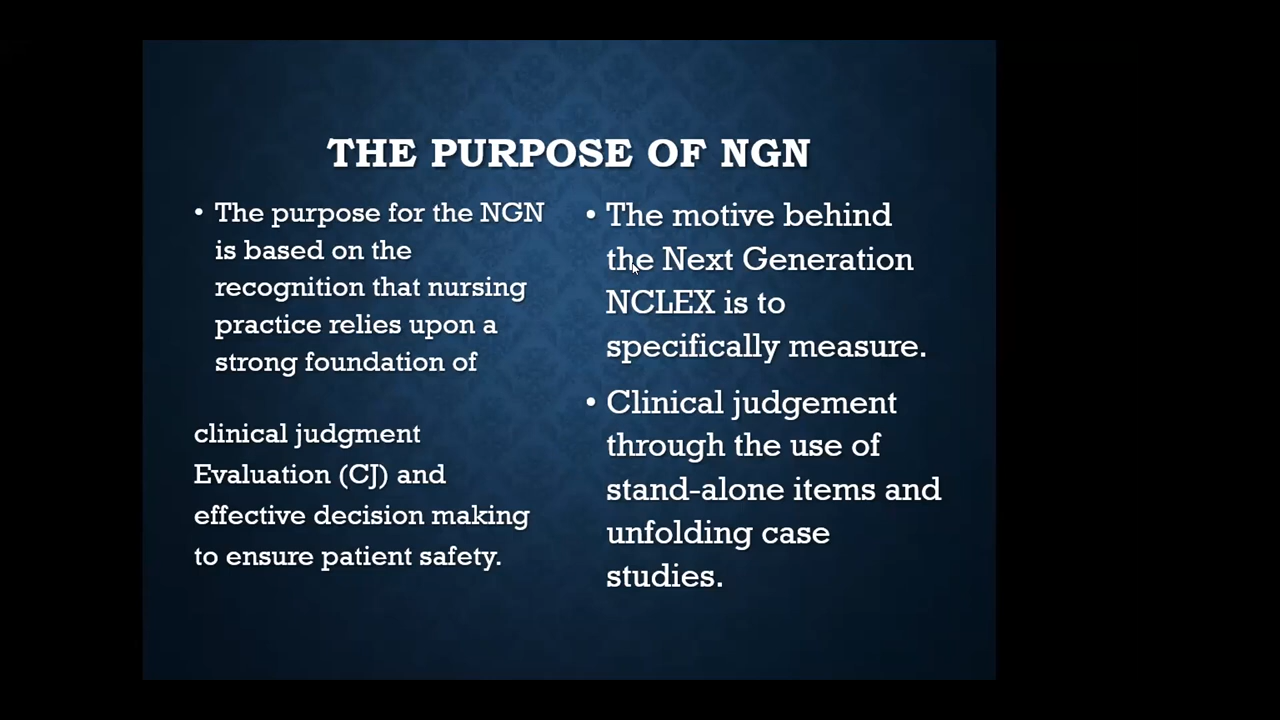 THE PURPOSE OF NGN
• The purpose for the NGN
is based on the
recognition that nursing
practice relies upon a
strong foundation of
clinical judgment
Evaluation (CJ) and
effective decision making
to ensure patient safety.
• The motive behind
the Next Generation
NCLEX is to
specifically measure.
• Clinical judgement
through the use of
stand-alone items and
unfolding case
studies.